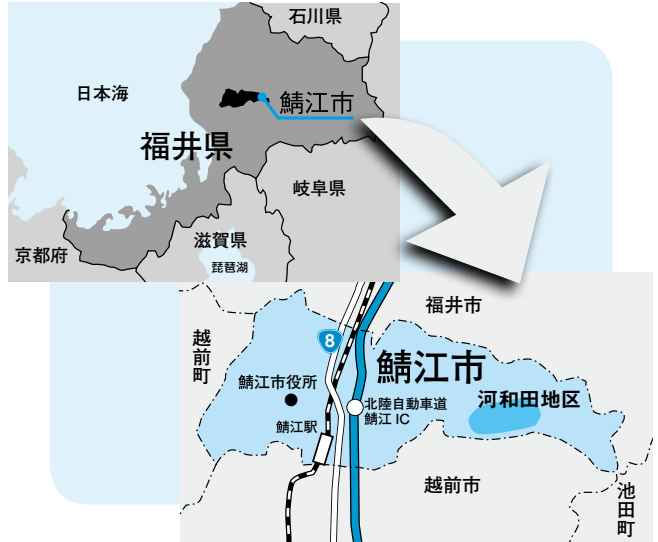 石川県
日本海
鯖江市
福井県
岐阜県
滋賀県
京都府
琵琶湖
福井市
越前町
8
鯖江市
鯖江市役所
河和田地区
北陸自動車道
鯖江 IC
鯖江駅
越前市
池田町